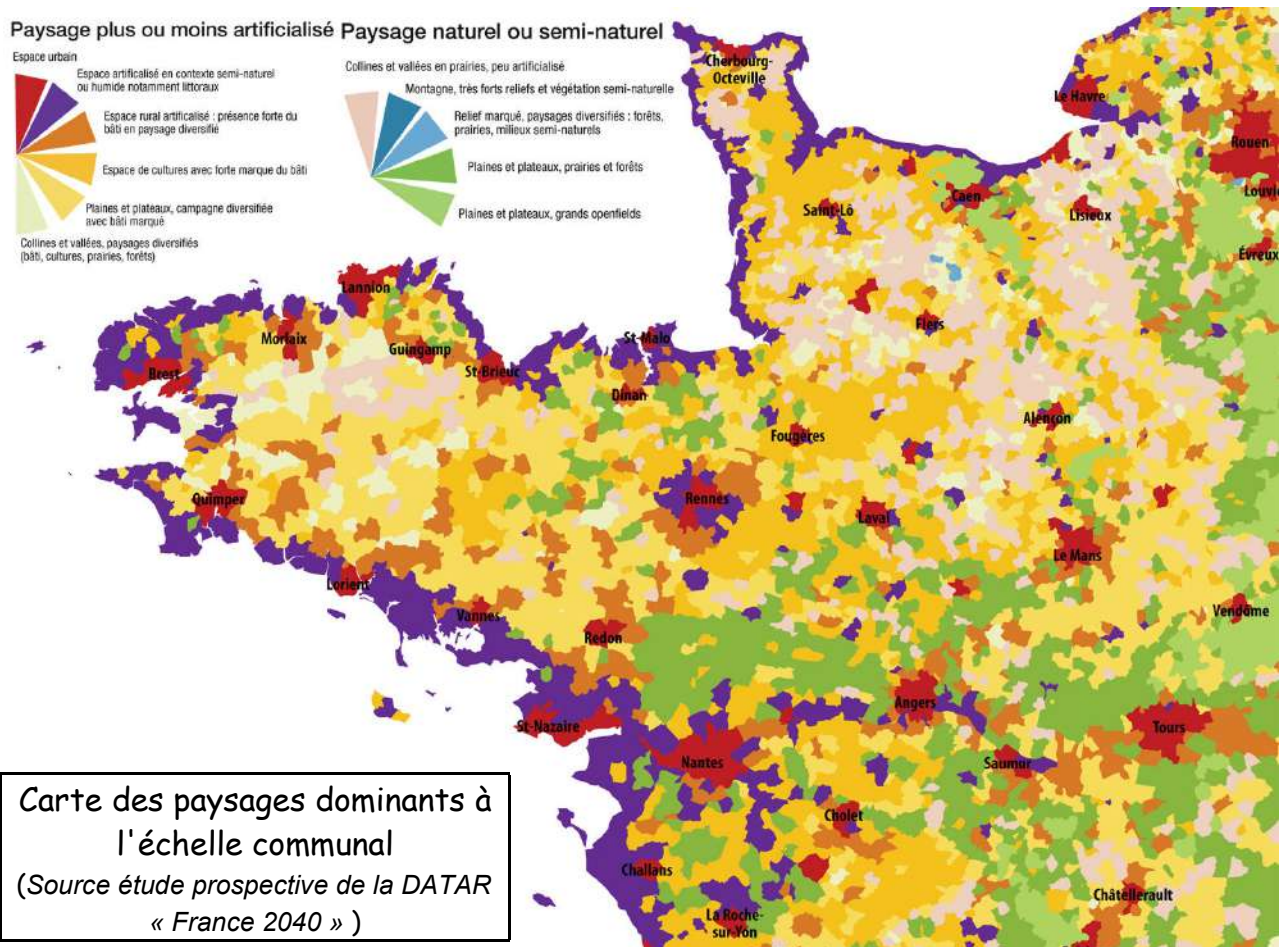 Paysage plus ou moins artificialisé
Espace urbain
Espace artificalisé en contexte semi-naturel
ou humide notamment littoraux
Espace rural artificalisé : présence forte du
bâti en paysage diversifié
Espace de cultures avec forte marque du bâti
Plaines et plateaux, campagne diversifiée
avec bâti marqué
Collines et vallées, paysages diversifiés
(bâti, cultures, prairies, forêts)
Paysage naturel ou semi-naturel
Collines et vallées en prairies, peu artificialisé
Montagne, très forts reliefs et végétation semi-naturelle
Relief marqué, paysages diversifiés : forêts,
prairies, milieux semi-naturels
Plaines et plateaux, prairies et forêts
Plaines et plateaux, grands openfields
Cherbourg-
Octeville
Le Havre
Rouen
Louvi
Caen
Saint-Lô
Lisieux
Évreux
Lannion
Morlaix
Guingamp
St-Malo
Flers
Brest
St-Brieuc
Dinan
Alençon
Fougères
Quimper
Rennes
Laval
Le Mans
Lorient
Vannes
Vendôme
Redon
Angers
St-Nazaire
Tours
Nantes
Saumur
Cholet
Challans
Châtellerault
La Roche-
sur-Yon
Carte des paysages dominants à
l'échelle communal
(Source étude prospective de la DATAR
« France 2040 » )